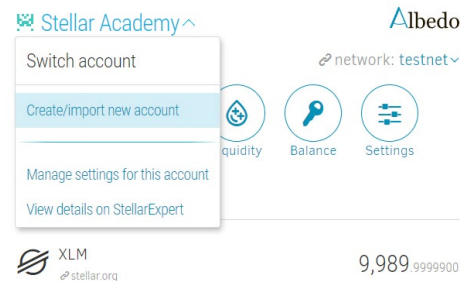 Stellar Academy
Albedo
Switch account
network: testnet
Create/import new account
quidity
Balance
Settings
Manage settings for this account
View details on StellarExpert
XLM
stellar.org
9,989.9999900